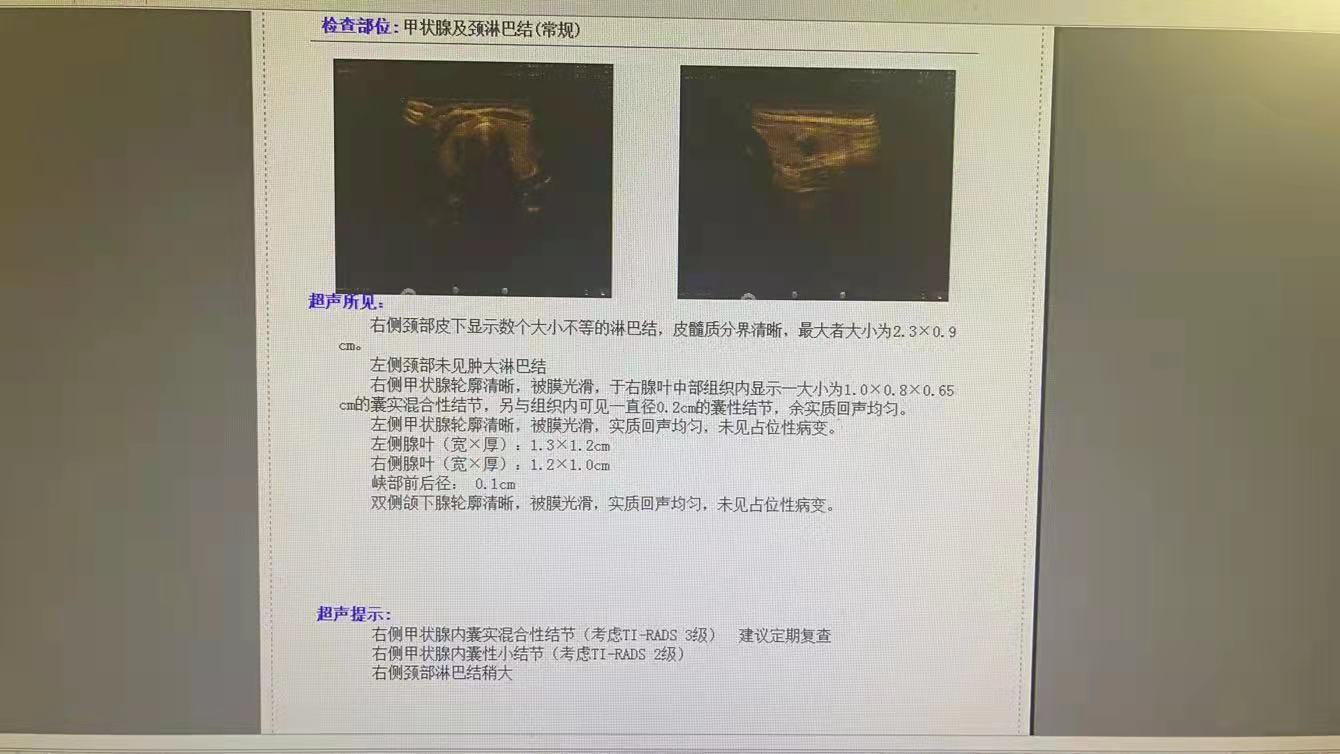 检查部位:甲状腺及颈淋巴结(常规)
超声所见:
右侧颈部皮下显示数个大小不等的淋巴结，皮髓质分界清晰，最大者大小为2.3×0.9
cm。
左侧颈部未见肿大淋巴结
右侧甲状腺轮廓清晰，被膜光滑，于右腺叶中部组织内显示一大小为1.0×0.8×0.65
cm的囊实混合性结节，另与组织内可见一直径0.2cm的囊性结节，余实质回声均匀。
左侧甲状腺轮廓清晰，被膜光滑，实质回声均匀，未见占位性病变。
左侧腺叶（宽×厚）：1.3×1.2cm
右侧腺叶（宽×厚）：1.2×1.0cm
峡部前后径： 0.1cm
双侧颌下腺轮廓清晰，被膜光滑，实质回声均匀，未见占位性病变。
超声提示:
右侧甲状腺内囊实混合性结节（考虑TI-RADS 3级） 建议定期复查
右侧甲状腺内囊性小结节（考虑TI-RADS 2级）
右侧颈部淋巴结稍大